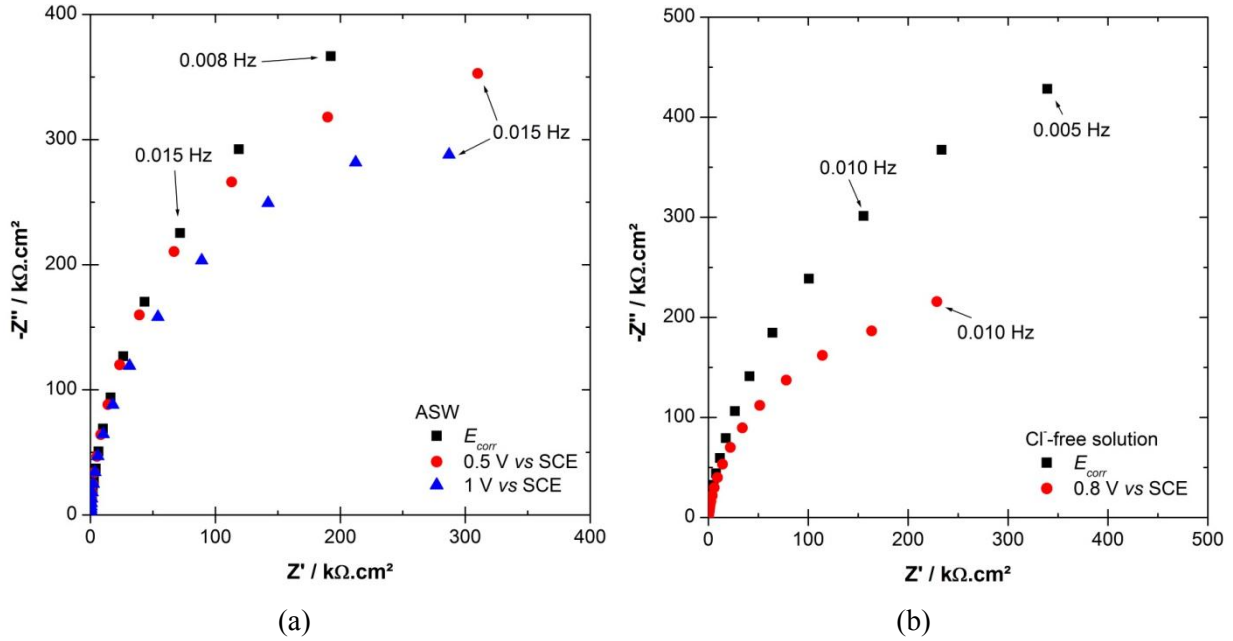 400
300
200
100
0
0 100 200 300 400
-Z'' / kΩ.cm²
Z' / kΩ.cm²
0.008 Hz
0.015 Hz
0.015 Hz
ASW
Ecorr
0.5 V vs SCE
1 V vs SCE
(a)
500
400
300
200
100
0
0 100 200 300 400 500
-Z'' / kΩ.cm²
Z' / kΩ.cm²
0.005 Hz
0.010 Hz
0.010 Hz
Cl⁻-free solution
Ecorr
0.8 V vs SCE
(b)